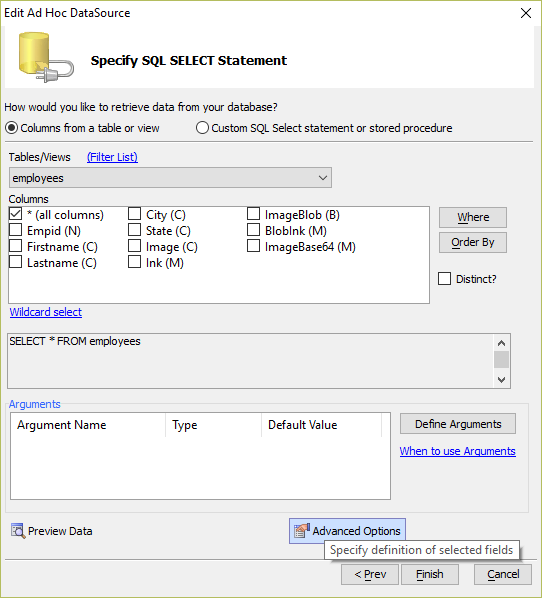 Edit Ad Hoc DataSource
Specify SQL SELECT Statement
How would you like to retrieve data from your database?
Columns from a table or view Custom SQL Select statement or stored procedure
Tables/Views (Filter List)
employees
Columns
* (all columns) City (C) ImageBlob (B) Where
Empid (N) State (C) BlobInk (M)
Firstname (C) Image (C) ImageBase64 (M) Order By
Lastname (C) Ink (M)
Distinct?
Wildcard select
SELECT * FROM employees
Arguments
Argument Name Type Default Value Define Arguments
When to use Arguments
Preview Data Advanced Options
Specify definition of selected fields
< Prev Finish Cancel